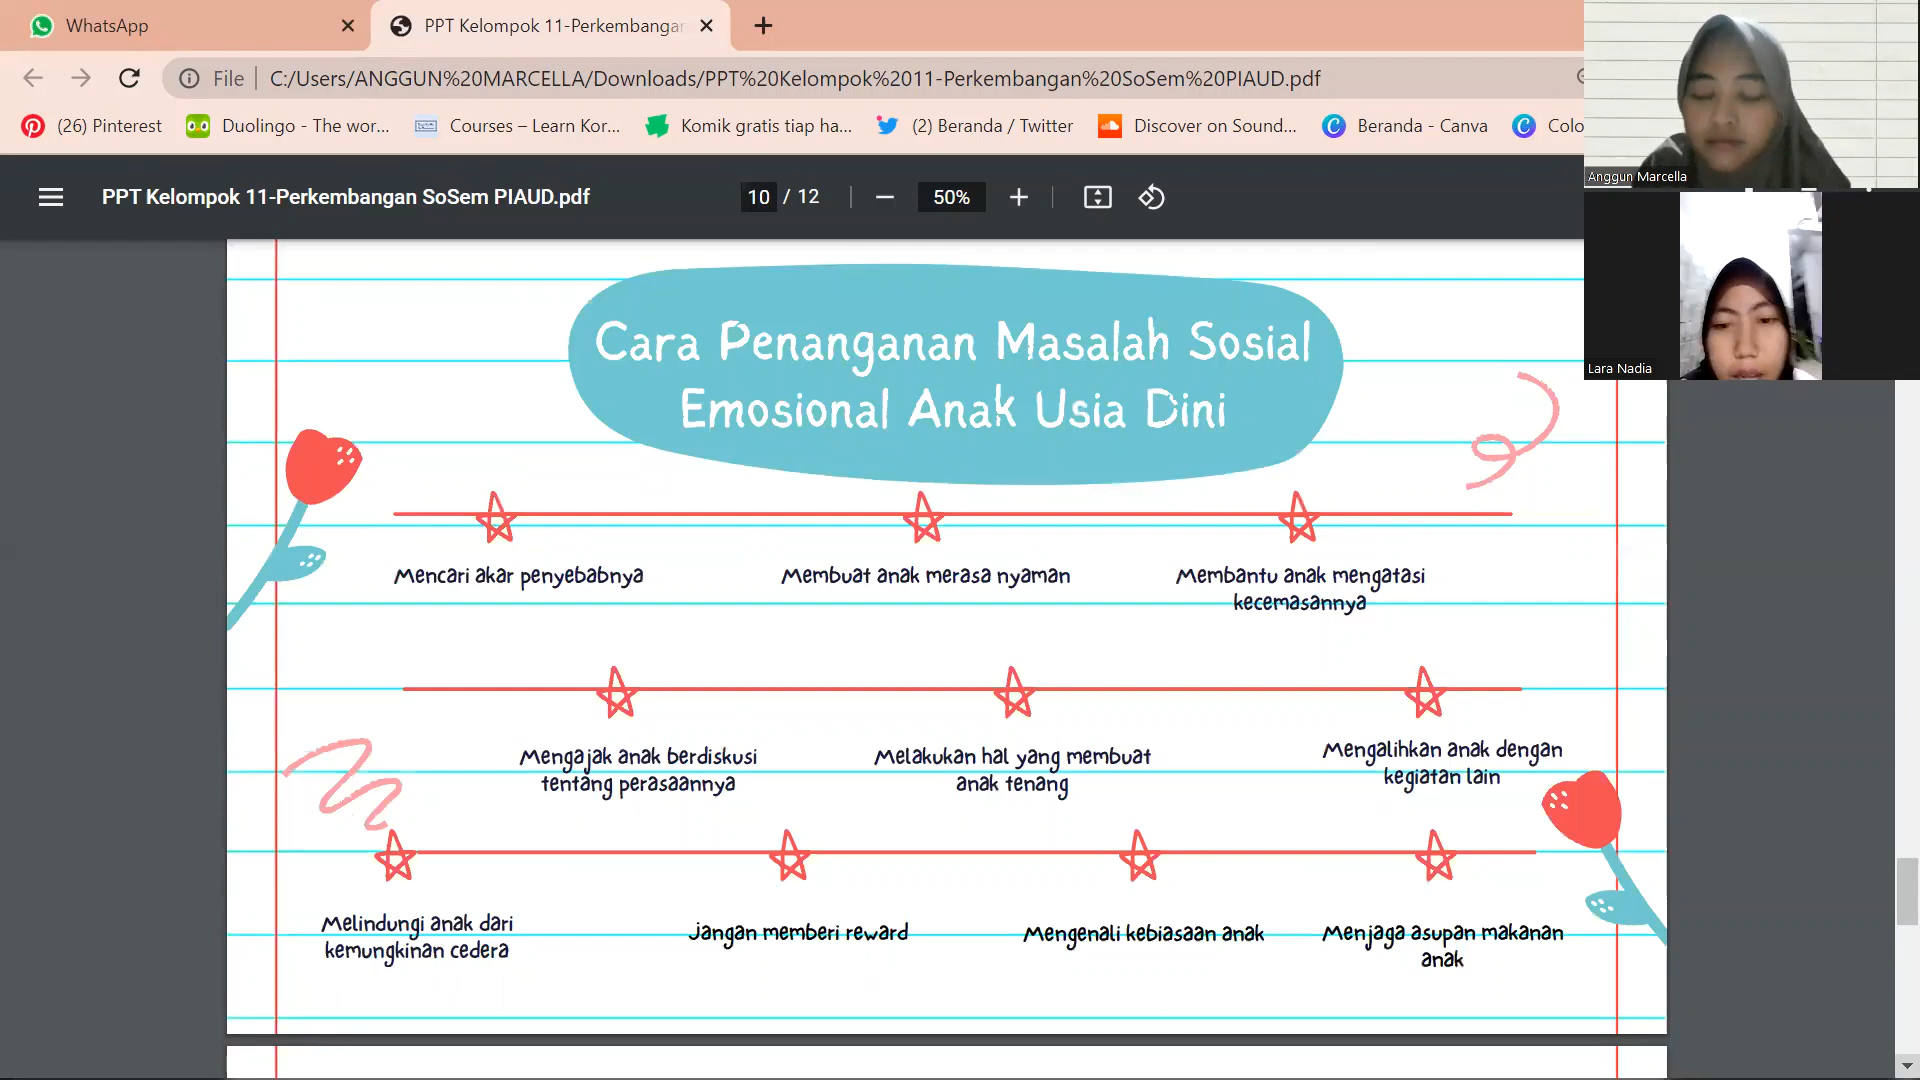 WhatsApp
PPT Kelompok 11-Perkembangan
File
C:/Users/ANGGUN%20MARCELLA/Downloads/PPT%20Kelompok%2011-Perkembangan%20SoSem%20PIAUD.pdf
(26) Pinterest
Duolingo - The wor...
Courses – Learn Kor...
Komik gratis tiap ha...
(2) Beranda / Twitter
Discover on Sound...
Beranda - Canva
Colo
Anggun Marcella
PPT Kelompok 11-Perkembangan SoSem PIAUD.pdf
10 / 12
50%
Lara Nadia
Cara Penanganan Masalah Sosial
Emosional Anak Usia Dini
Mencari akar penyebabnya
Membuat anak merasa nyaman
Membantu anak mengatasi
kecemasannya
Mengajak anak berdiskusi
tentang perasaannya
Melakukan hal yang membuat
anak tenang
Mengalihkan anak dengan
kegiatan lain
Melindungi anak dari
kemungkinan cedera
Jangan memberi reward
Mengenali kebiasaan anak
Menjaga asupan makanan
anak